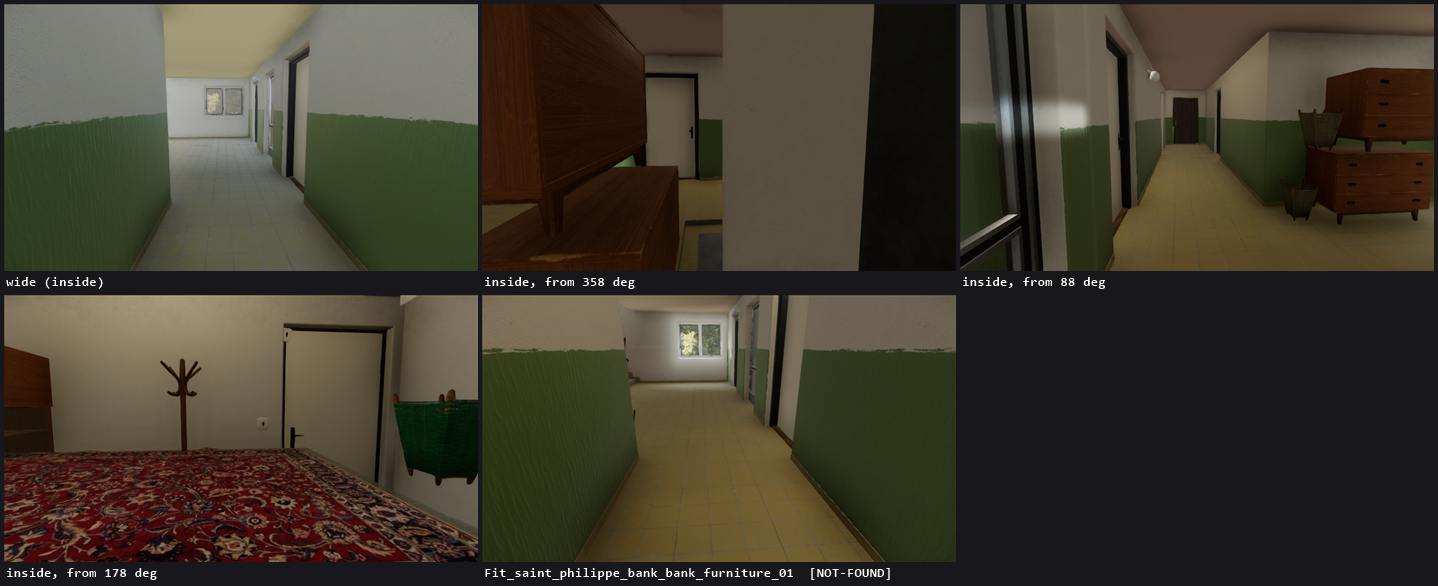 wide (inside)
inside, from 358 deg
inside, from 88 deg
inside, from 178 deg
Fit_saint_philippe_bank_bank_furniture_01 [NOT-FOUND]